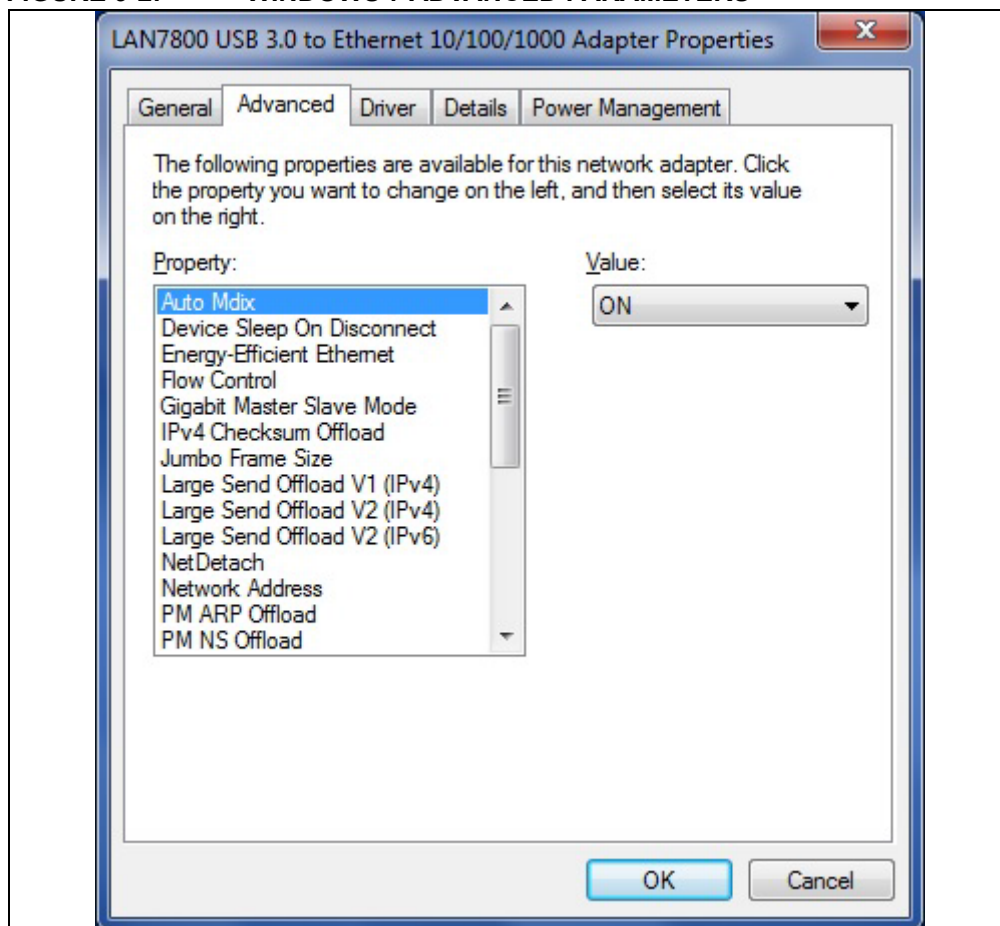 LAN7800 USB 3.0 to Ethernet 10/100/1000 Adapter Properties
General Advanced Driver Details Power Management
The following properties are available for this network adapter. Click
the property you want to change on the left, and then select its value
on the right.
Property: Value:
Auto Mdix ON
Device Sleep On Disconnect
Energy-Efficient Ethernet
Flow Control
Gigabit Master Slave Mode
IPv4 Checksum Offload
Jumbo Frame Size
Large Send Offload V1 (IPv4)
Large Send Offload V2 (IPv4)
Large Send Offload V2 (IPv6)
NetDetach
Network Address
PM ARP Offload
PM NS Offload
OK Cancel